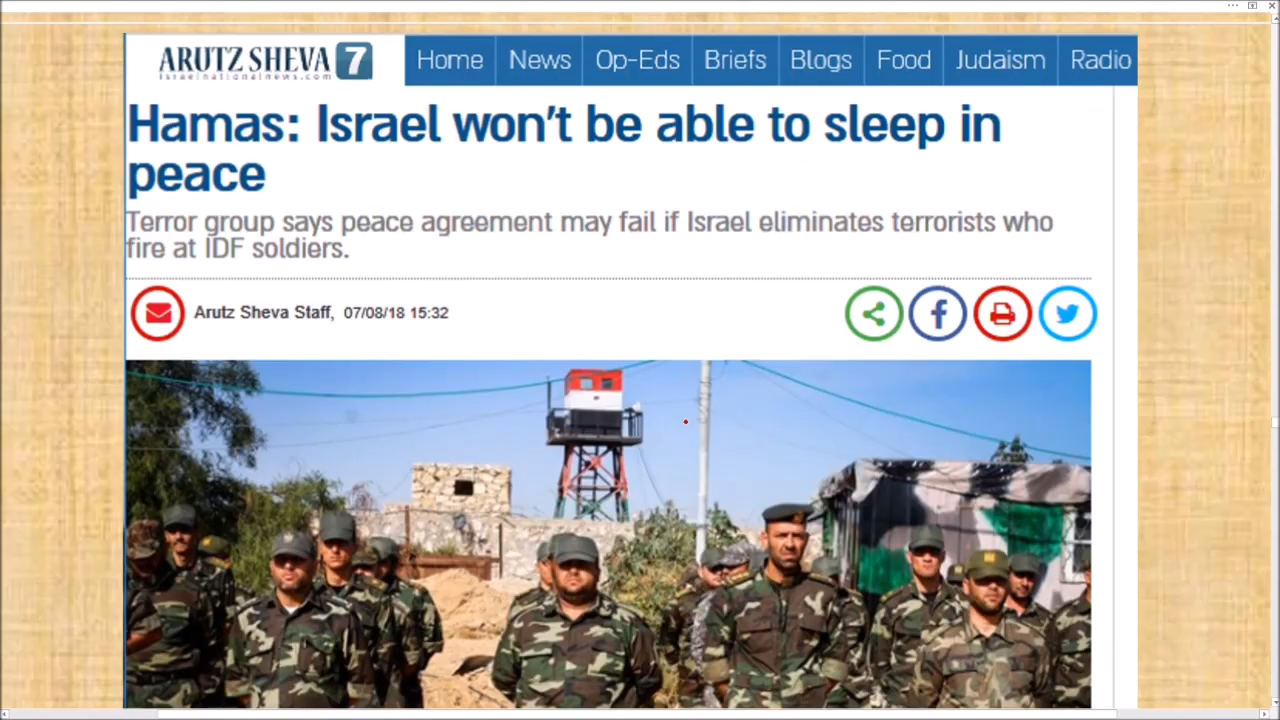 ARUTZ SHEVA 7
israelnationalnews.com
Home News Op-Eds Briefs Blogs Food Judaism Radio
Hamas: Israel won't be able to sleep in
peace
Terror group says peace agreement may fail if Israel eliminates terrorists who
fire at IDF soldiers.
Arutz Sheva Staff, 07/08/18 15:32